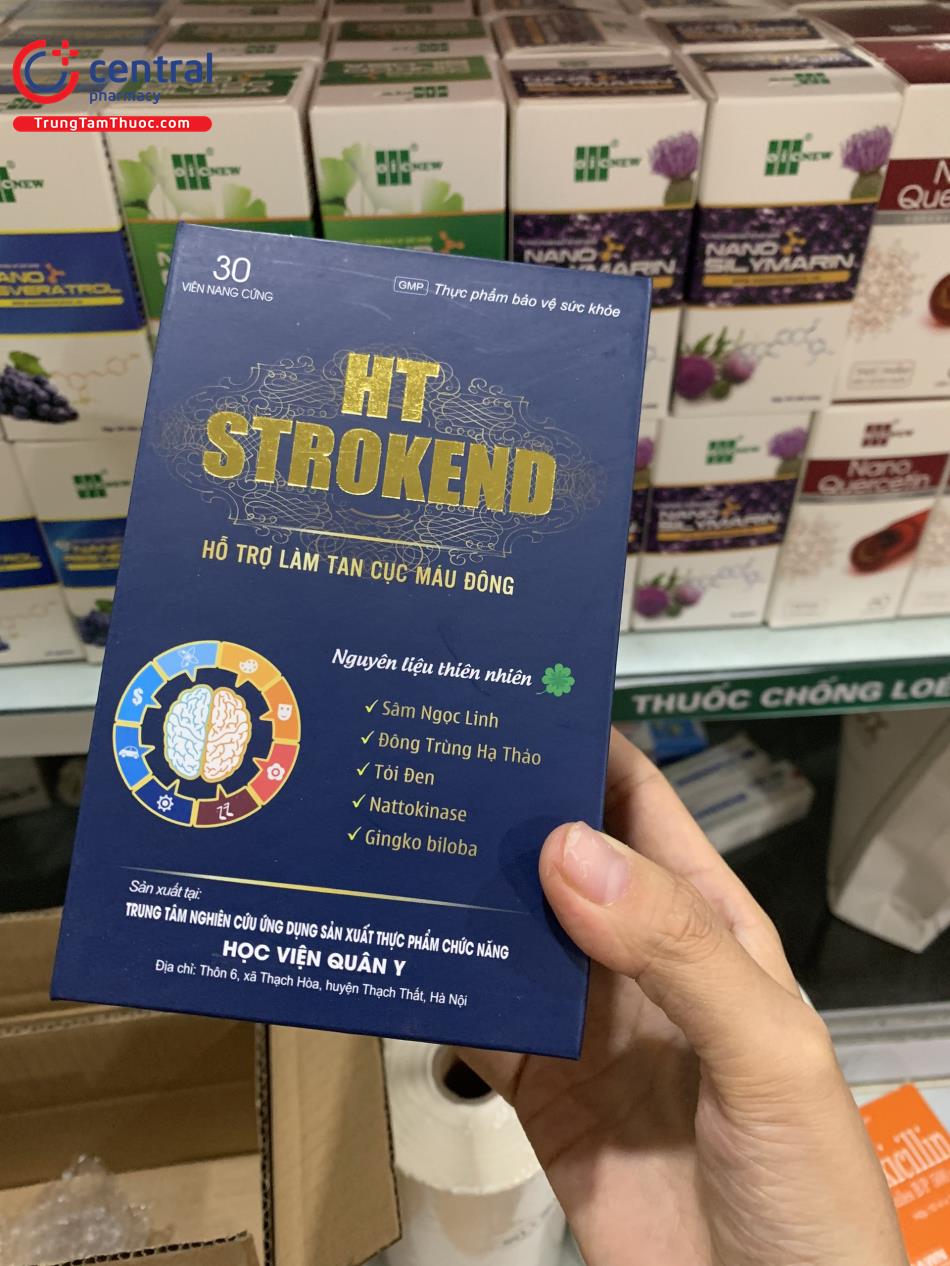 central
pharmacy
TrungTamThuoc.com
NEW
NEW
NEW
NEW
NANO
SILYMARIN
NANO
SILYMARIN
30
VIÊN NANG CỨNG
GMP Thực phẩm bảo vệ sức khỏe
HT
STROKEND
HỖ TRỢ LÀM TAN CỤC MÁU ĐÔNG
Nguyên liệu thiên nhiên
Sâm Ngọc Linh
Đông Trùng Hạ Thảo
Tỏi Đen
Nattokinase
Gingko biloba
Sản xuất tại:
TRUNG TÂM NGHIÊN CỨU ỨNG DỤNG SẢN XUẤT THỰC PHẨM CHỨC NĂNG
HỌC VIỆN QUÂN Y
Địa chỉ: Thôn 6, xã Thạch Hòa, huyện Thạch Thất, Hà Nội
Nano
Quercetin
THUỐC CHỐNG